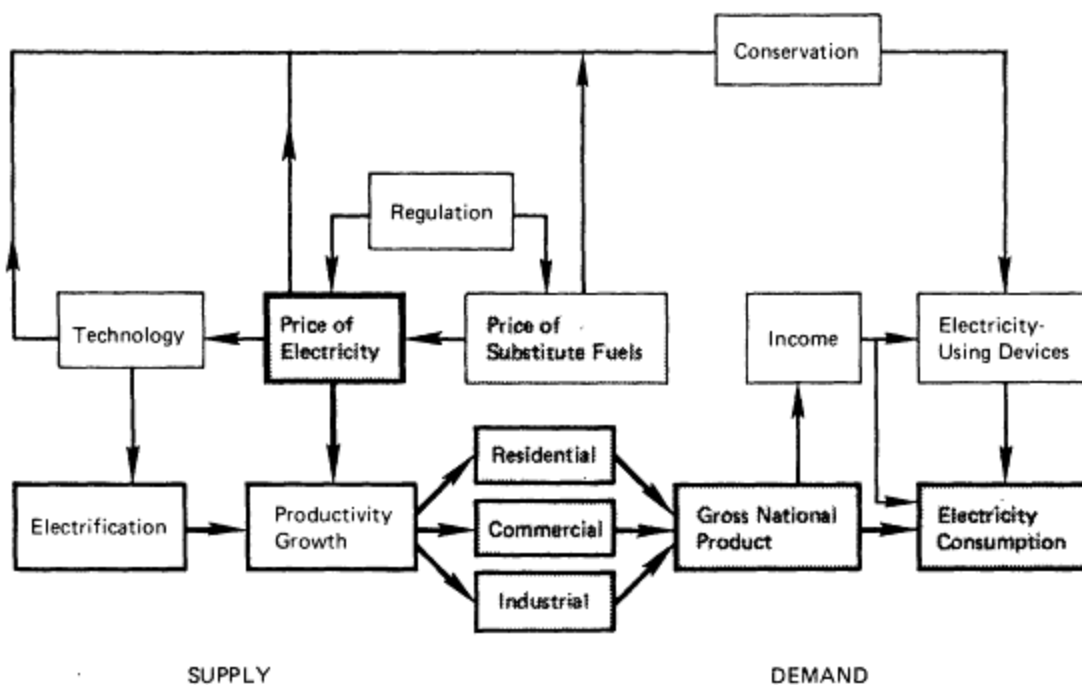 Conservation
Regulation
Technology
Price of
Electricity
Price of
Substitute Fuels
Income
Electricity-
Using Devices
Residential
Electrification
Productivity
Growth
Commercial
Gross National
Product
Electricity
Consumption
Industrial
SUPPLY
DEMAND